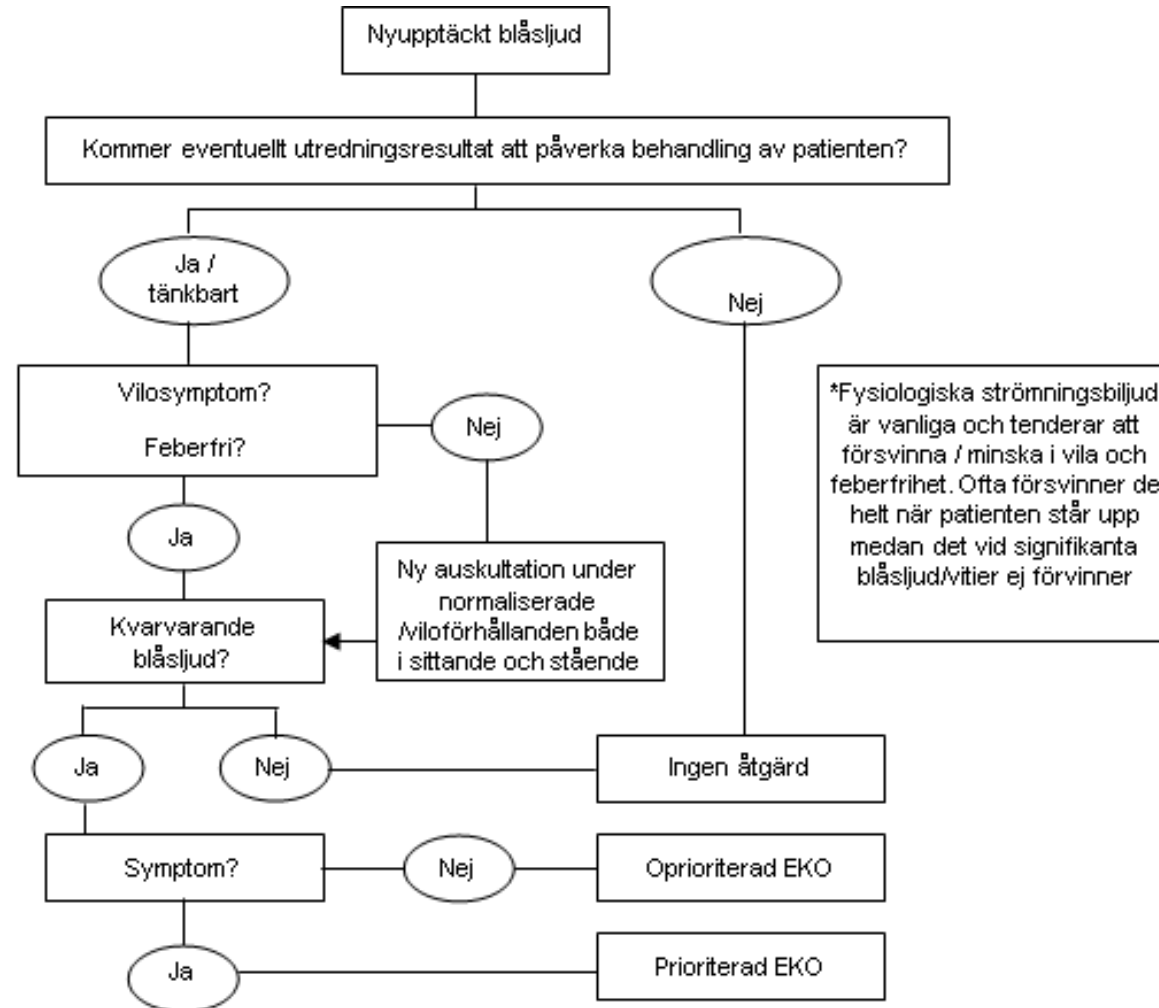 Nyupptäckt blåsljud
Kommer eventuellt utredningsresultat att påverka behandling av patienten?
Ja /
tänkbart
Nej
Vilosymptom?
Feberfri?
Nej
*Fysiologiska strömningsbiljud
är vanliga och tenderar att
försvinna / minska i vila och
feberfrihet. Ofta försvinner de
helt när patienten står upp
medan det vid signifikanta
blåsljud/vitier ej förvinner
Ja
Ny auskultation under
normaliserade
/viloförhållanden både
i sittande och stående
Kvarvarande
blåsljud?
Ja
Nej
Ingen åtgärd
Symptom?
Nej
Oprioriterad EKO
Ja
Prioriterad EKO